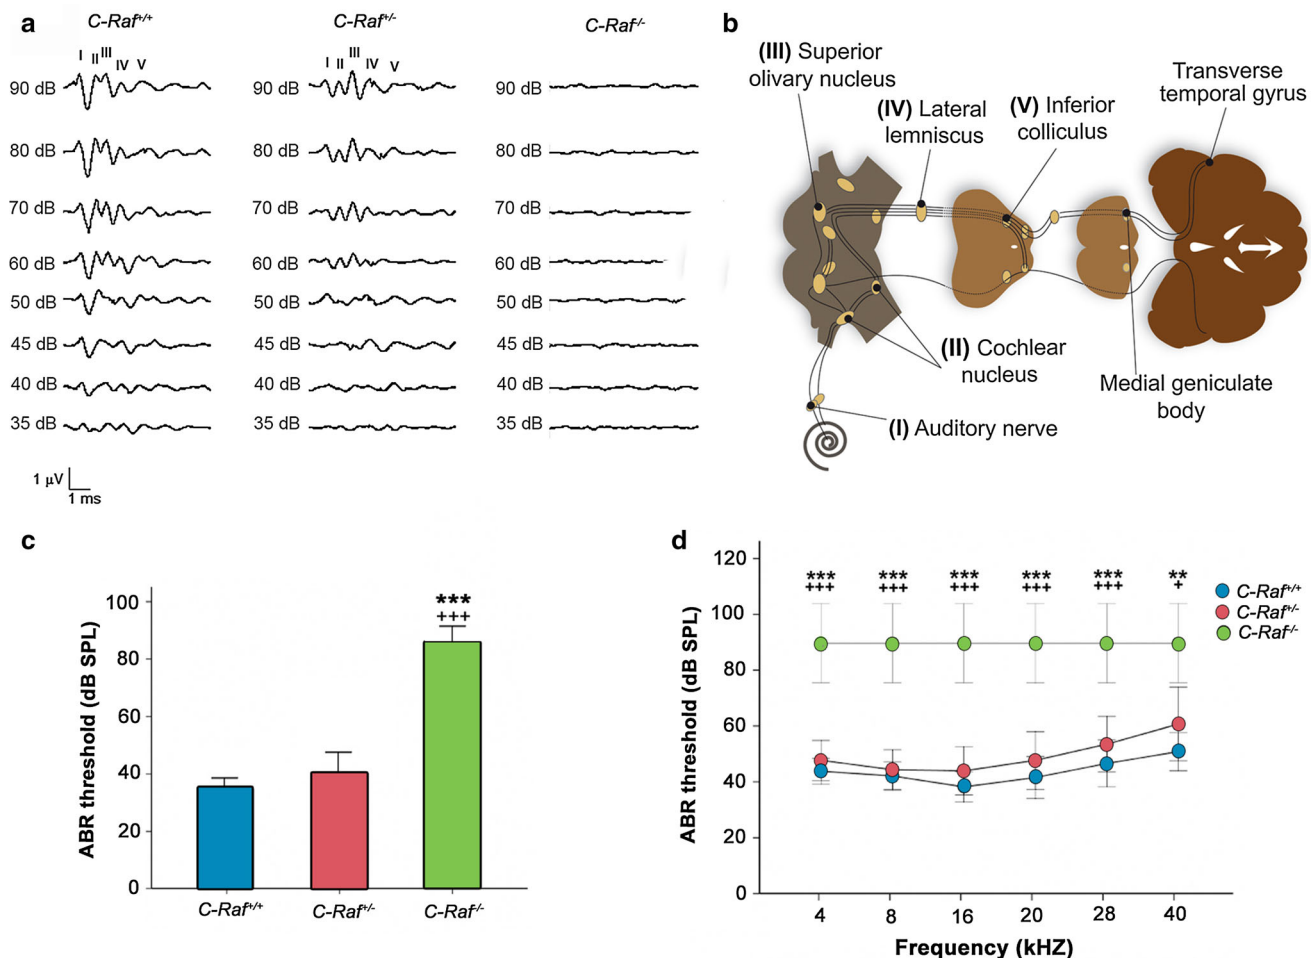 a
C-Raf+/+
C-Raf+/-
C-Raf-/-
I II III IV V
I II III IV V
90 dB
80 dB
70 dB
60 dB
50 dB
45 dB
40 dB
35 dB
90 dB
80 dB
70 dB
60 dB
50 dB
45 dB
40 dB
35 dB
90 dB
80 dB
70 dB
60 dB
50 dB
45 dB
40 dB
35 dB
1 µV
1 ms
b
(III) Superior
olivary nucleus
(IV) Lateral
lemniscus
(V) Inferior
colliculus
Transverse
temporal gyrus
(II) Cochlear
nucleus
Medial geniculate
body
(I) Auditory nerve
c
ABR threshold (dB SPL)
100
80
60
40
20
0
***
+++
C-Raf+/+
C-Raf+/-
C-Raf-/-
d
ABR threshold (dB SPL)
120
100
80
60
40
20
0
*** *** *** *** *** **
+++ +++ +++ +++ +++ +
4 8 16 20 28 40
Frequency (kHZ)
C-Raf+/+
C-Raf+/-
C-Raf-/-